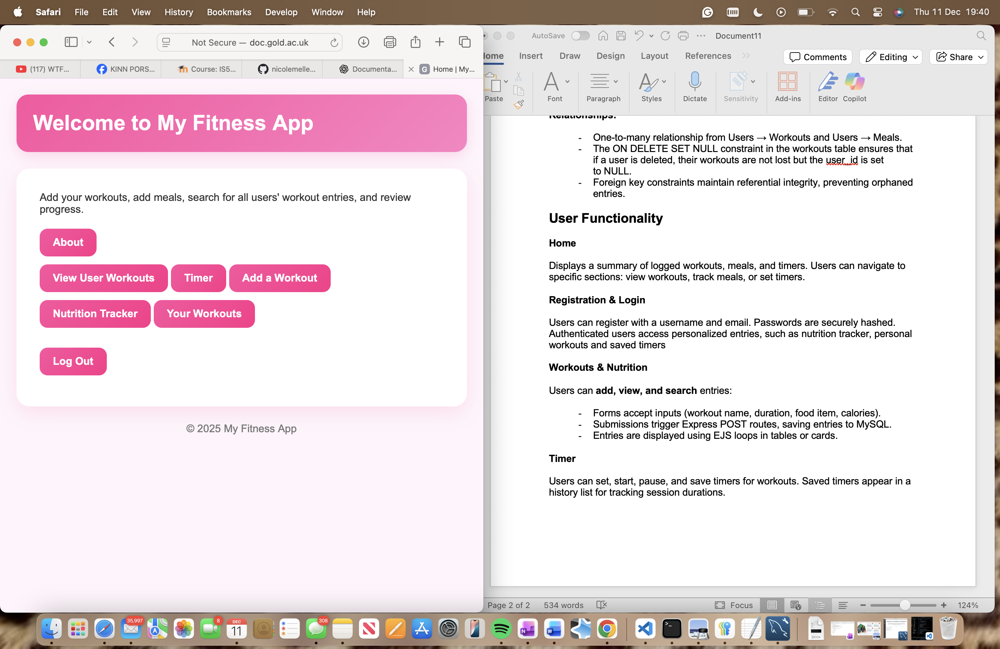 Safari File Edit View History Bookmarks Develop Window Help
Thu 11 Dec 19:40
Not Secure — doc.gold.ac.uk
(117) WTF...
KINN PORS...
Course: IS5...
nicolemelle...
Documenta...
G Home | My...
Welcome to My Fitness App
Add your workouts, add meals, search for all users' workout entries, and review
progress.
About
View User Workouts
Timer
Add a Workout
Nutrition Tracker
Your Workouts
Log Out
© 2025 My Fitness App
AutoSave
Document11
Insert Draw Design Layout References
Comments
Editing
Share
Paste
Font
Paragraph
Styles
Dictate
Sensitivity
Add-ins
Editor
Copilot
Relationships:
- One-to-many relationship from Users → Workouts and Users → Meals.
- The ON DELETE SET NULL constraint in the workouts table ensures that
if a user is deleted, their workouts are not lost but the user_id is set
to NULL.
- Foreign key constraints maintain referential integrity, preventing orphaned
entries.
User Functionality
Home
Displays a summary of logged workouts, meals, and timers. Users can navigate to
specific sections: view workouts, track meals, or set timers.
Registration & Login
Users can register with a username and email. Passwords are securely hashed.
Authenticated users access personalized entries, such as nutrition tracker, personal
workouts and saved timers
Workouts & Nutrition
Users can add, view, and search entries:
- Forms accept inputs (workout name, duration, food item, calories).
- Submissions trigger Express POST routes, saving entries to MySQL.
- Entries are displayed using EJS loops in tables or cards.
Timer
Users can set, start, pause, and save timers for workouts. Saved timers appear in a
history list for tracking session durations.
Page 2 of 2
534 words
Focus
124%
35,997
8
DEC
11
308
N
W
DOCX